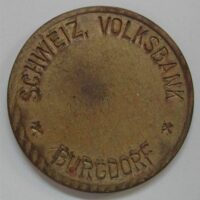 SCHWEIZ. VOLKSBANK
* BURGDORF *